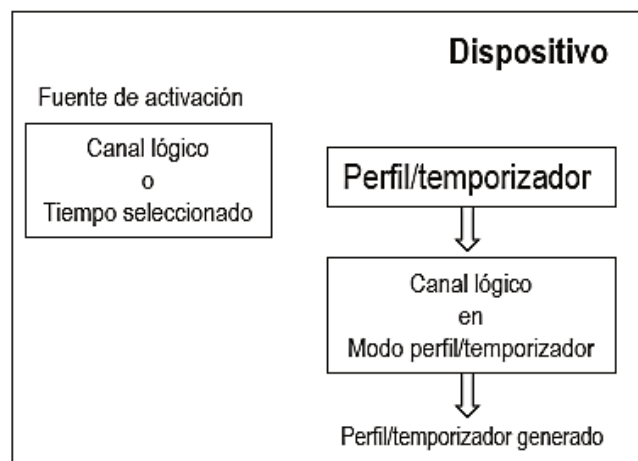 Dispositivo
Fuente de activación
Canal lógico
o
Tiempo seleccionado
Perfil/temporizador
Canal lógico
en
Modo perfil/temporizador
Perfil/temporizador generado